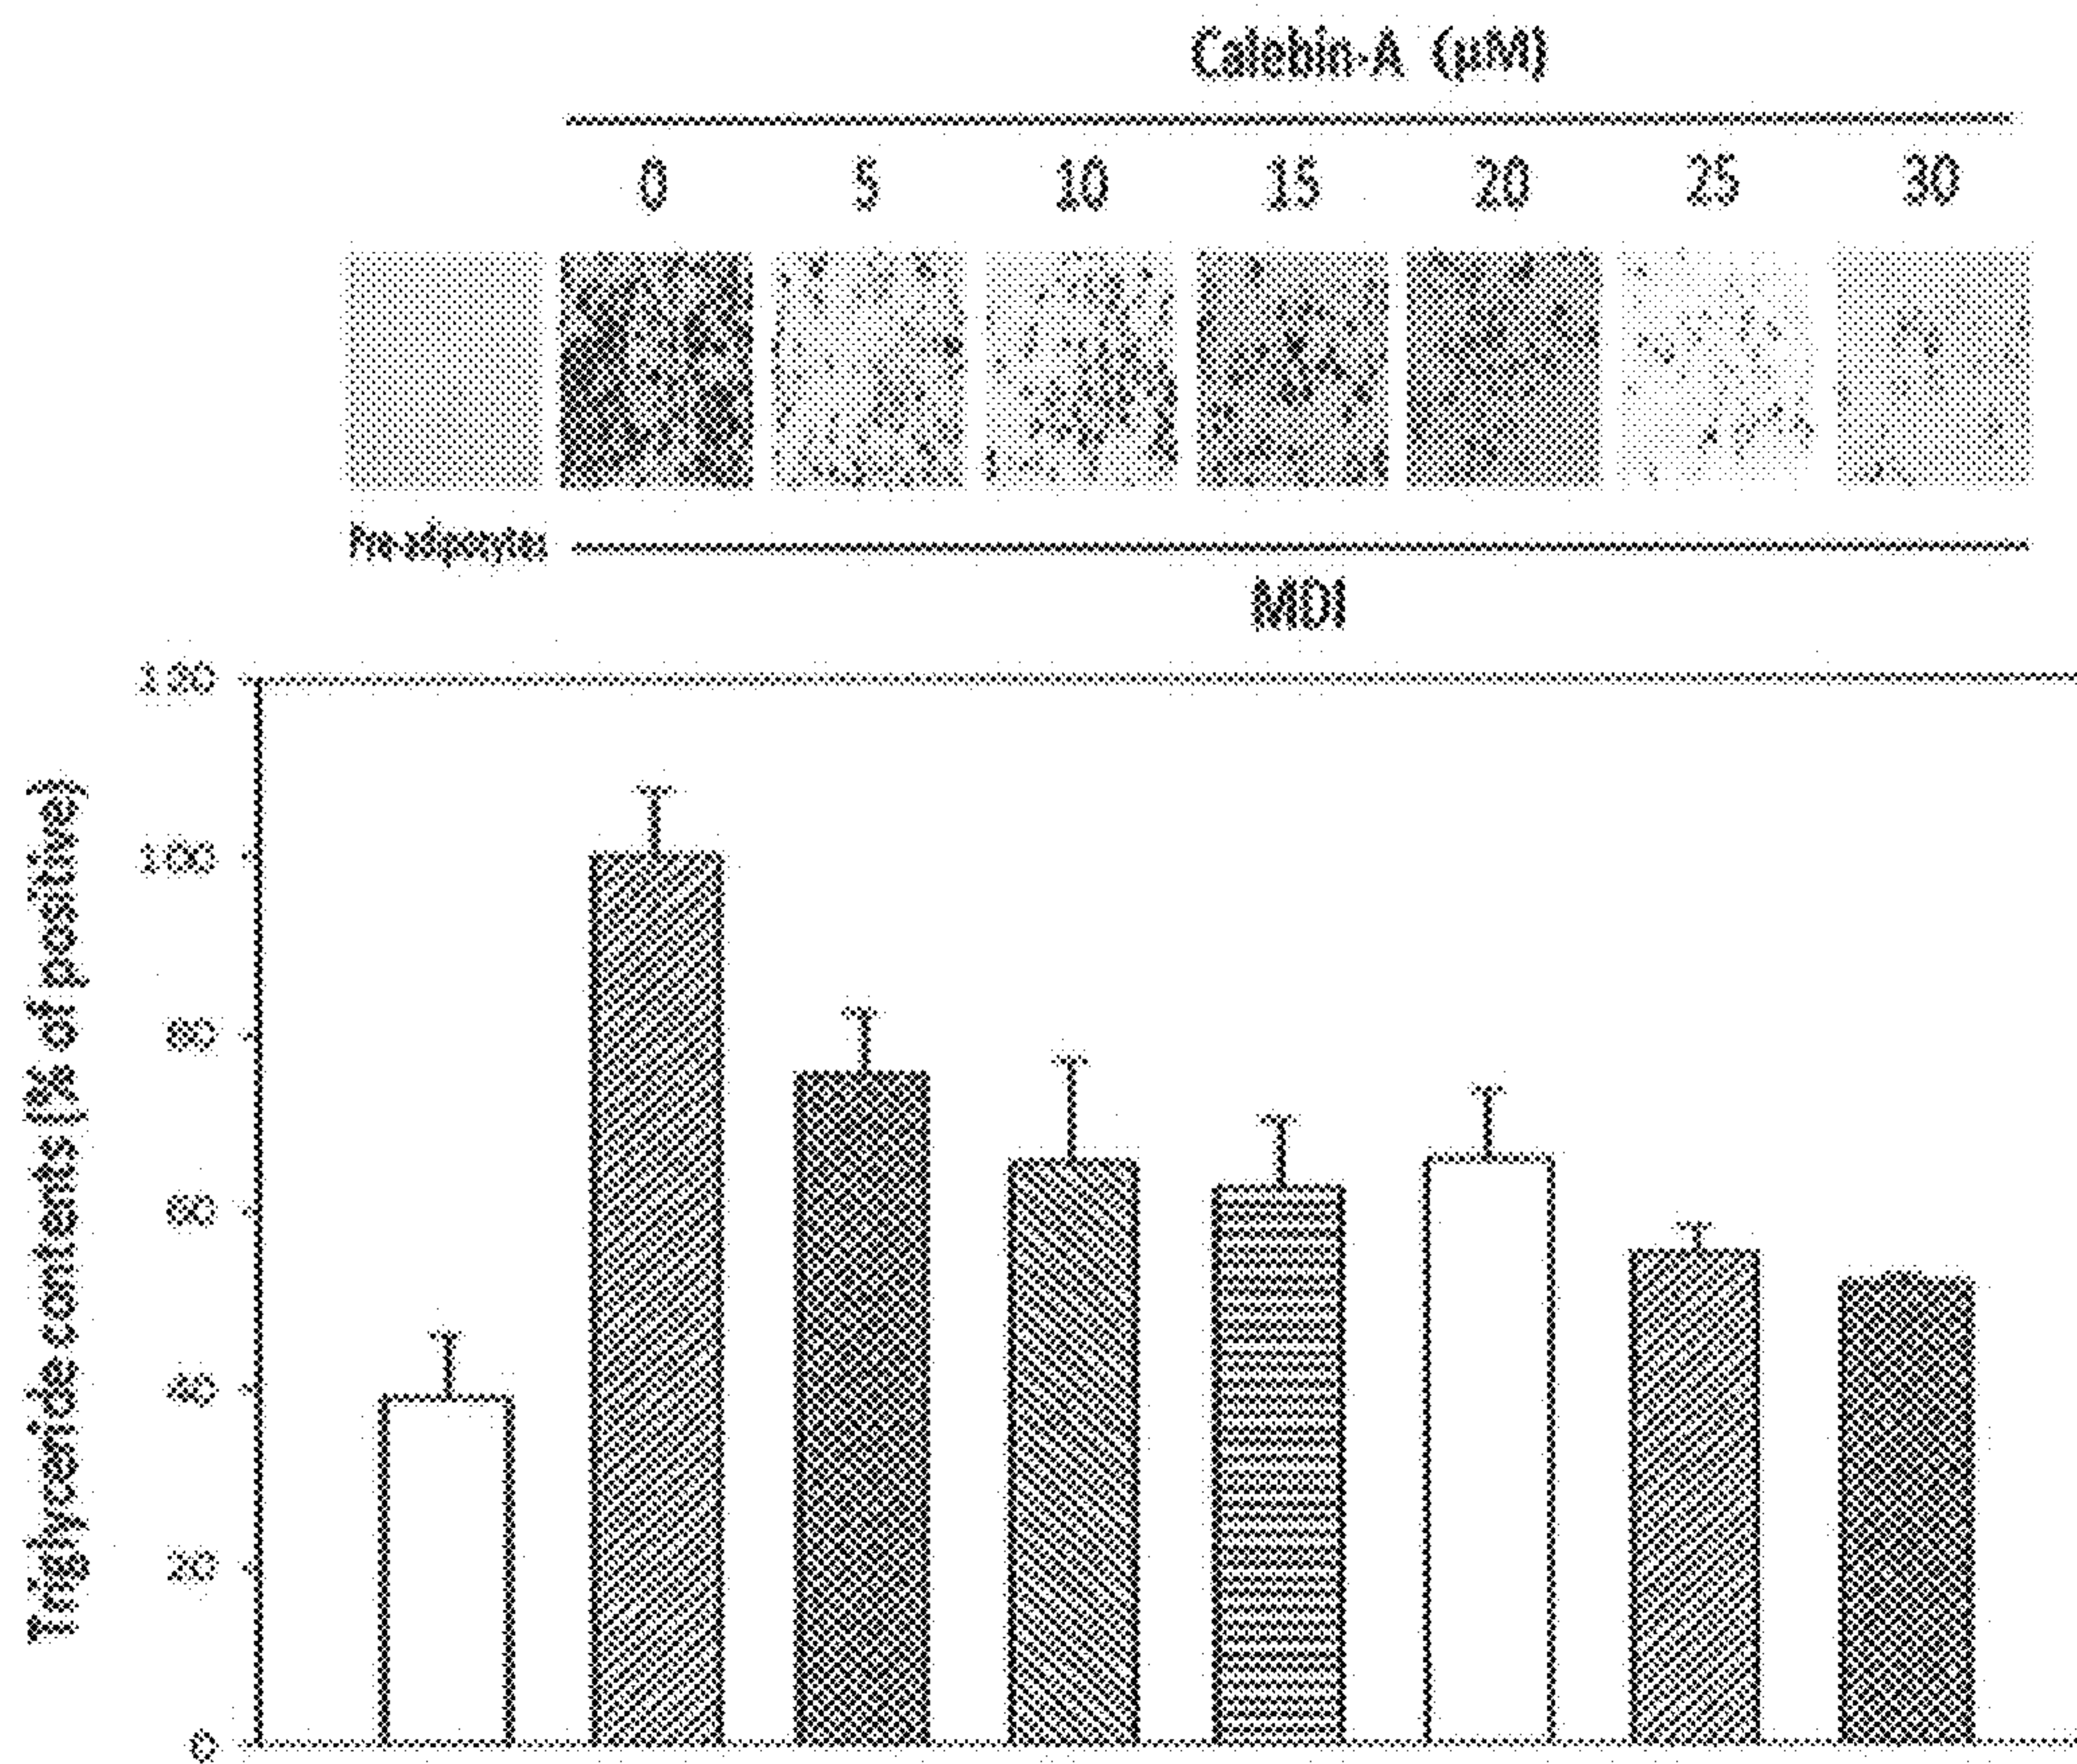 Calebin-A (µM)
0 5 10 15 20 25 30
Pre-adipocytes
MDI
Triglyceride contents (% of positive)
120
100
80
60
40
20
0